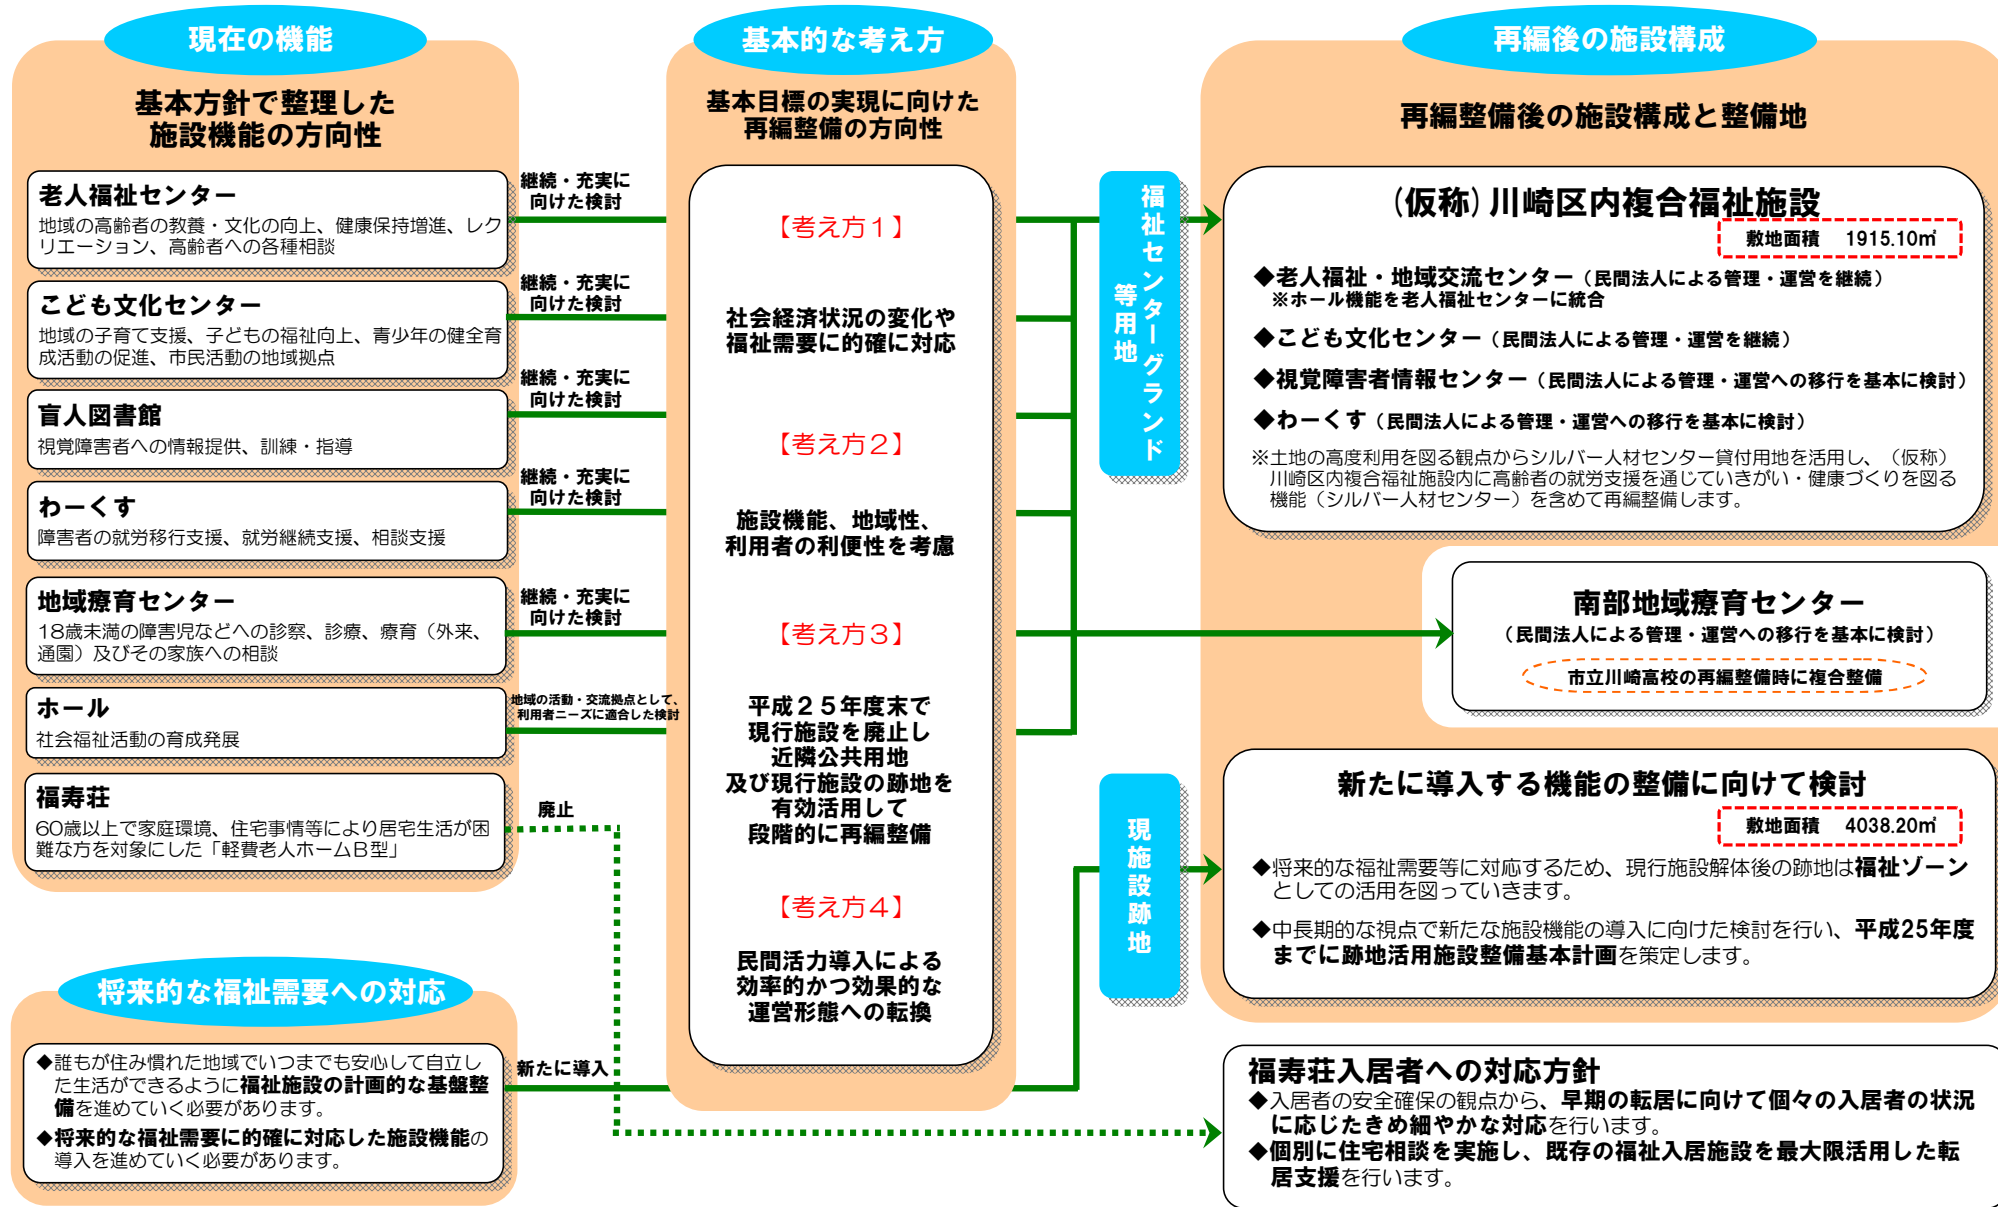 現在の機能
基本方針で整理した
施設機能の方向性
老人福祉センター
地域の高齢者の教養・文化の向上、健康保持増進、レク
リエーション、高齢者への各種相談
こども文化センター
地域の子育て支援、子どもの福祉向上、青少年の健全育
成活動の促進、市民活動の地域拠点
盲人図書館
視覚障害者への情報提供、訓練・指導
わーくす
障害者の就労移行支援、就労継続支援、相談支援
地域療育センター
18歳未満の障害児などへの診察、診療、療育（外来、
通園）及びその家族への相談
ホール
社会福祉活動の育成発展
福寿荘
60歳以上で家庭環境、住宅事情等により居宅生活が困
難な方を対象にした「軽費老人ホームB型」
継続・充実に
向けた検討
継続・充実に
向けた検討
継続・充実に
向けた検討
継続・充実に
向けた検討
継続・充実に
向けた検討
地域の活動・交流拠点として、
利用者ニーズに適合した検討
廃止
将来的な福祉需要への対応
◆誰もが住み慣れた地域でいつまでも安心して自立し
た生活ができるように福祉施設の計画的な基盤整
備を進めていく必要があります。
◆将来的な福祉需要に的確に対応した施設機能の
導入を進めていく必要があります。
新たに導入
基本的な考え方
基本目標の実現に向けた
再編整備の方向性
【考え方１】
社会経済状況の変化や
福祉需要に的確に対応
【考え方２】
施設機能、地域性、
利用者の利便性を考慮
【考え方３】
平成２５年度末で
現行施設を廃止し
近隣公共用地
及び現行施設の跡地を
有効活用して
段階的に再編整備
【考え方４】
民間活力導入による
効率的かつ効果的な
運営形態への転換
福祉センターグランド
等用地
現施設跡地
再編後の施設構成
再編整備後の施設構成と整備地
（仮称）川崎区内複合福祉施設
敷地面積　1915.10㎡
◆老人福祉・地域交流センター（民間法人による管理・運営を継続）
※ホール機能を老人福祉センターに統合
◆こども文化センター（民間法人による管理・運営を継続）
◆視覚障害者情報センター（民間法人による管理・運営への移行を基本に検討）
◆わーくす（民間法人による管理・運営への移行を基本に検討）
※土地の高度利用を図る観点からシルバー人材センター貸付用地を活用し、（仮称）
川崎区内複合福祉施設内に高齢者の就労支援を通じていきがい・健康づくりを図る
機能（シルバー人材センター）を含めて再編整備します。
南部地域療育センター
（民間法人による管理・運営への移行を基本に検討）
市立川崎高校の再編整備時に複合整備
新たに導入する機能の整備に向けて検討
敷地面積　4038.20㎡
◆将来的な福祉需要等に対応するため、現行施設解体後の跡地は福祉ゾーン
としての活用を図っていきます。
◆中長期的な視点で新たな施設機能の導入に向けた検討を行い、平成25年度
までに跡地活用施設整備基本計画を策定します。
福寿荘入居者への対応方針
◆入居者の安全確保の観点から、早期の転居に向けて個々の入居者の状況
に応じたきめ細やかな対応を行います。
◆個別に住宅相談を実施し、既存の福祉入居施設を最大限活用した転
居支援を行います。